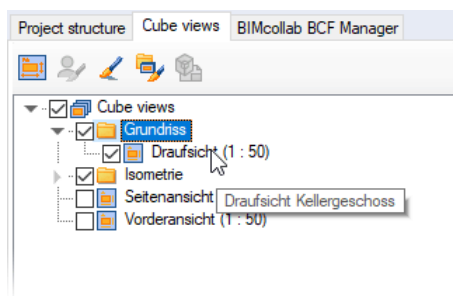 Project structure Cube views BIMcollab BCF Manager
Cube views
Grundriss
Draufsicht (1 : 50)
Isometrie
Seitenansicht
Draufsicht Kellergeschoss
Vorderansicht (1 : 50)